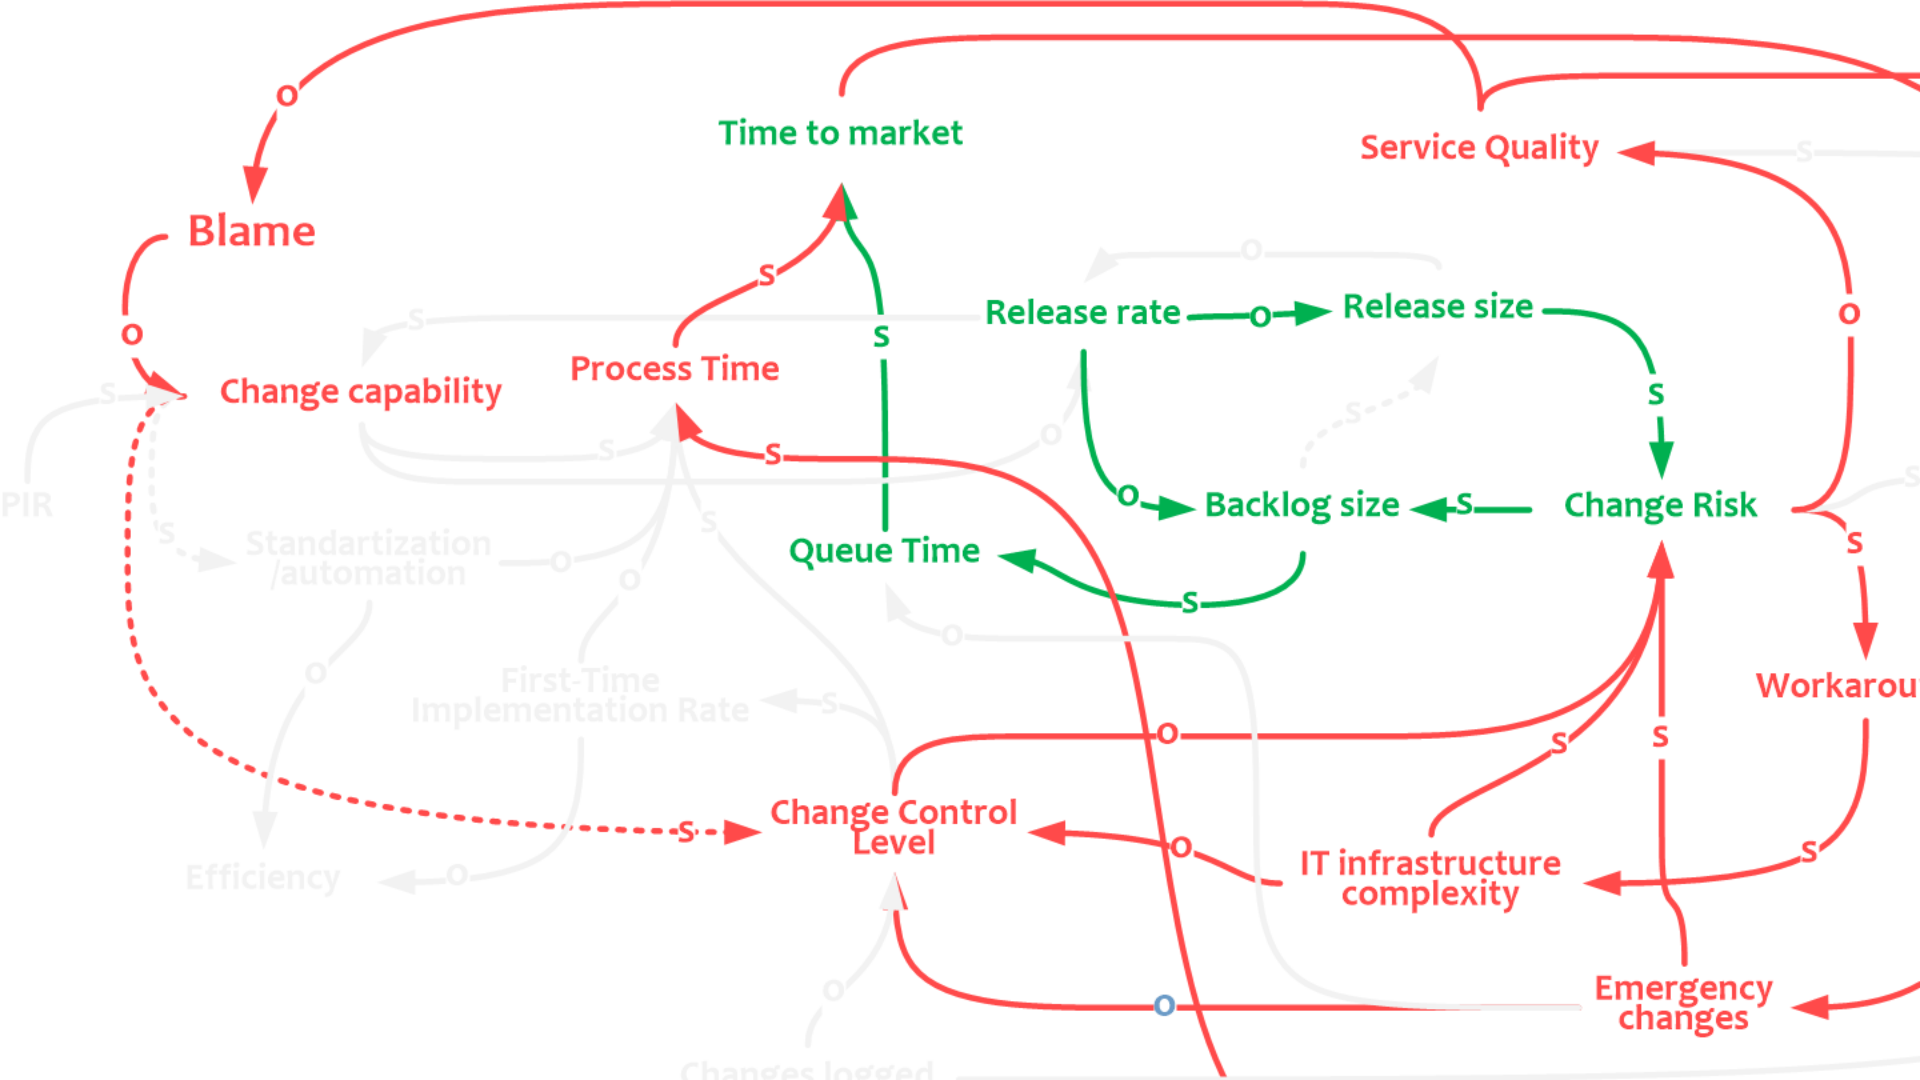 O
Time to market
Service Quality
S
Blame
S
O
Release rate
O
Release size
O
S
S
O
Process Time
Change capability
S
S
S
S
S
O
S
S
PIR
O
Backlog size
S
Change Risk
S
S
O
S
Standartization
/automation
O
Queue Time
S
O
S
O
O
First-Time
Implementation Rate
S
Workarou
O
S
S
Change Control
Level
S
O
IT infrastructure
complexity
S
Efficiency
O
O
O
Emergency
changes
Changes logged